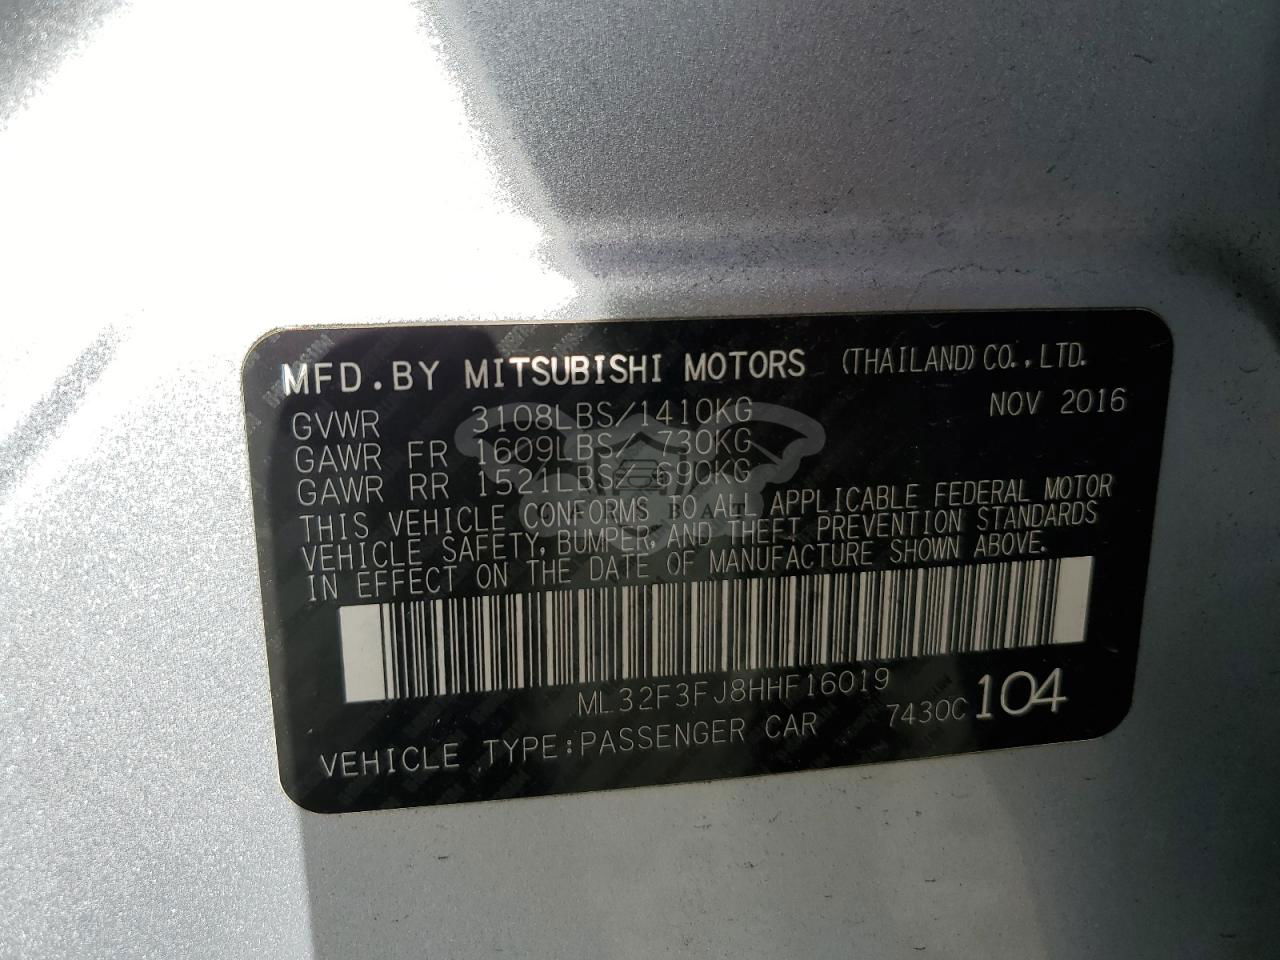 MFD.BY MITSUBISHI MOTORS (THAILAND)CO.,LTD.
GVWR 3108LBS/1410KG NOV 2016
GAWR FR 1609LBS/ 730KG
GAWR RR 1521LBS/ 690KG
THIS VEHICLE CONFORMS TO ALL APPLICABLE FEDERAL MOTOR
VEHICLE SAFETY, BUMPER, AND THEFT PREVENTION STANDARDS
IN EFFECT ON THE DATE OF MANUFACTURE SHOWN ABOVE.
ML32F3FJ8HHF16019
VEHICLE TYPE:PASSENGER CAR 7430C 104